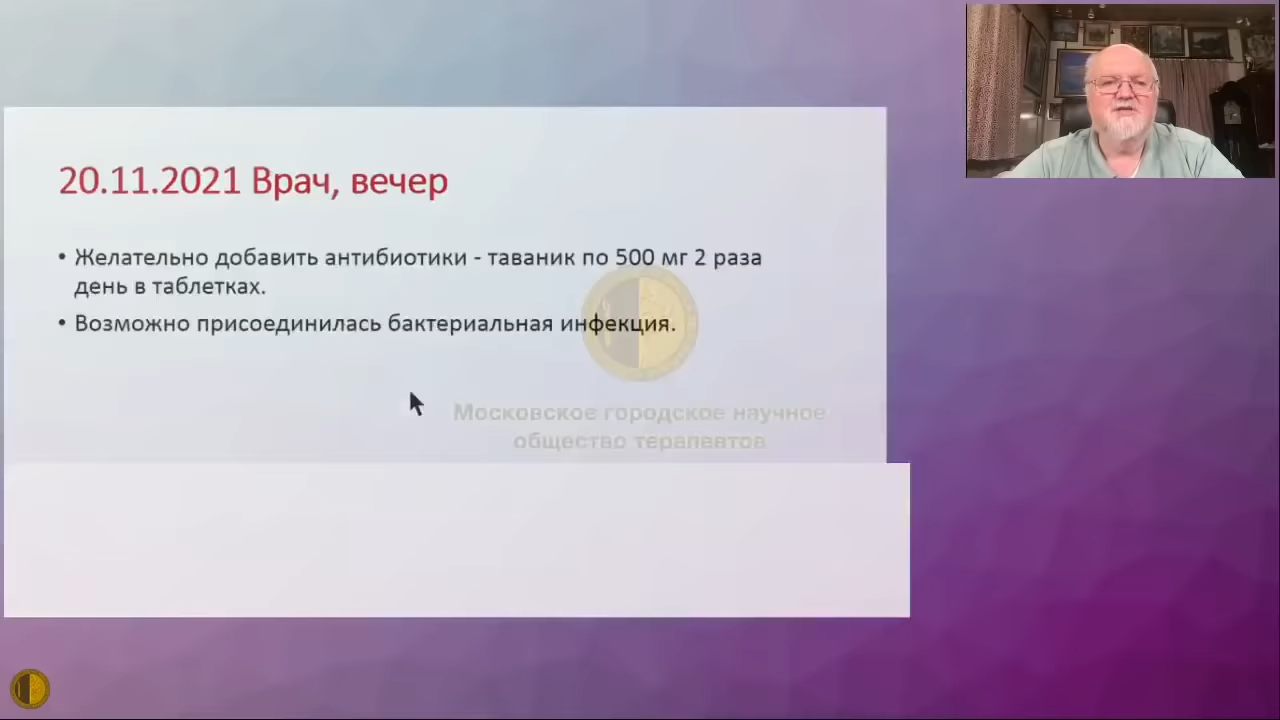 20.11.2021 Врач, вечер
• Желательно добавить антибиотики - таваник по 500 мг 2 раза
день в таблетках.
• Возможно присоединилась бактериальная инфекция.
Московское городское научное
общество терапевтов